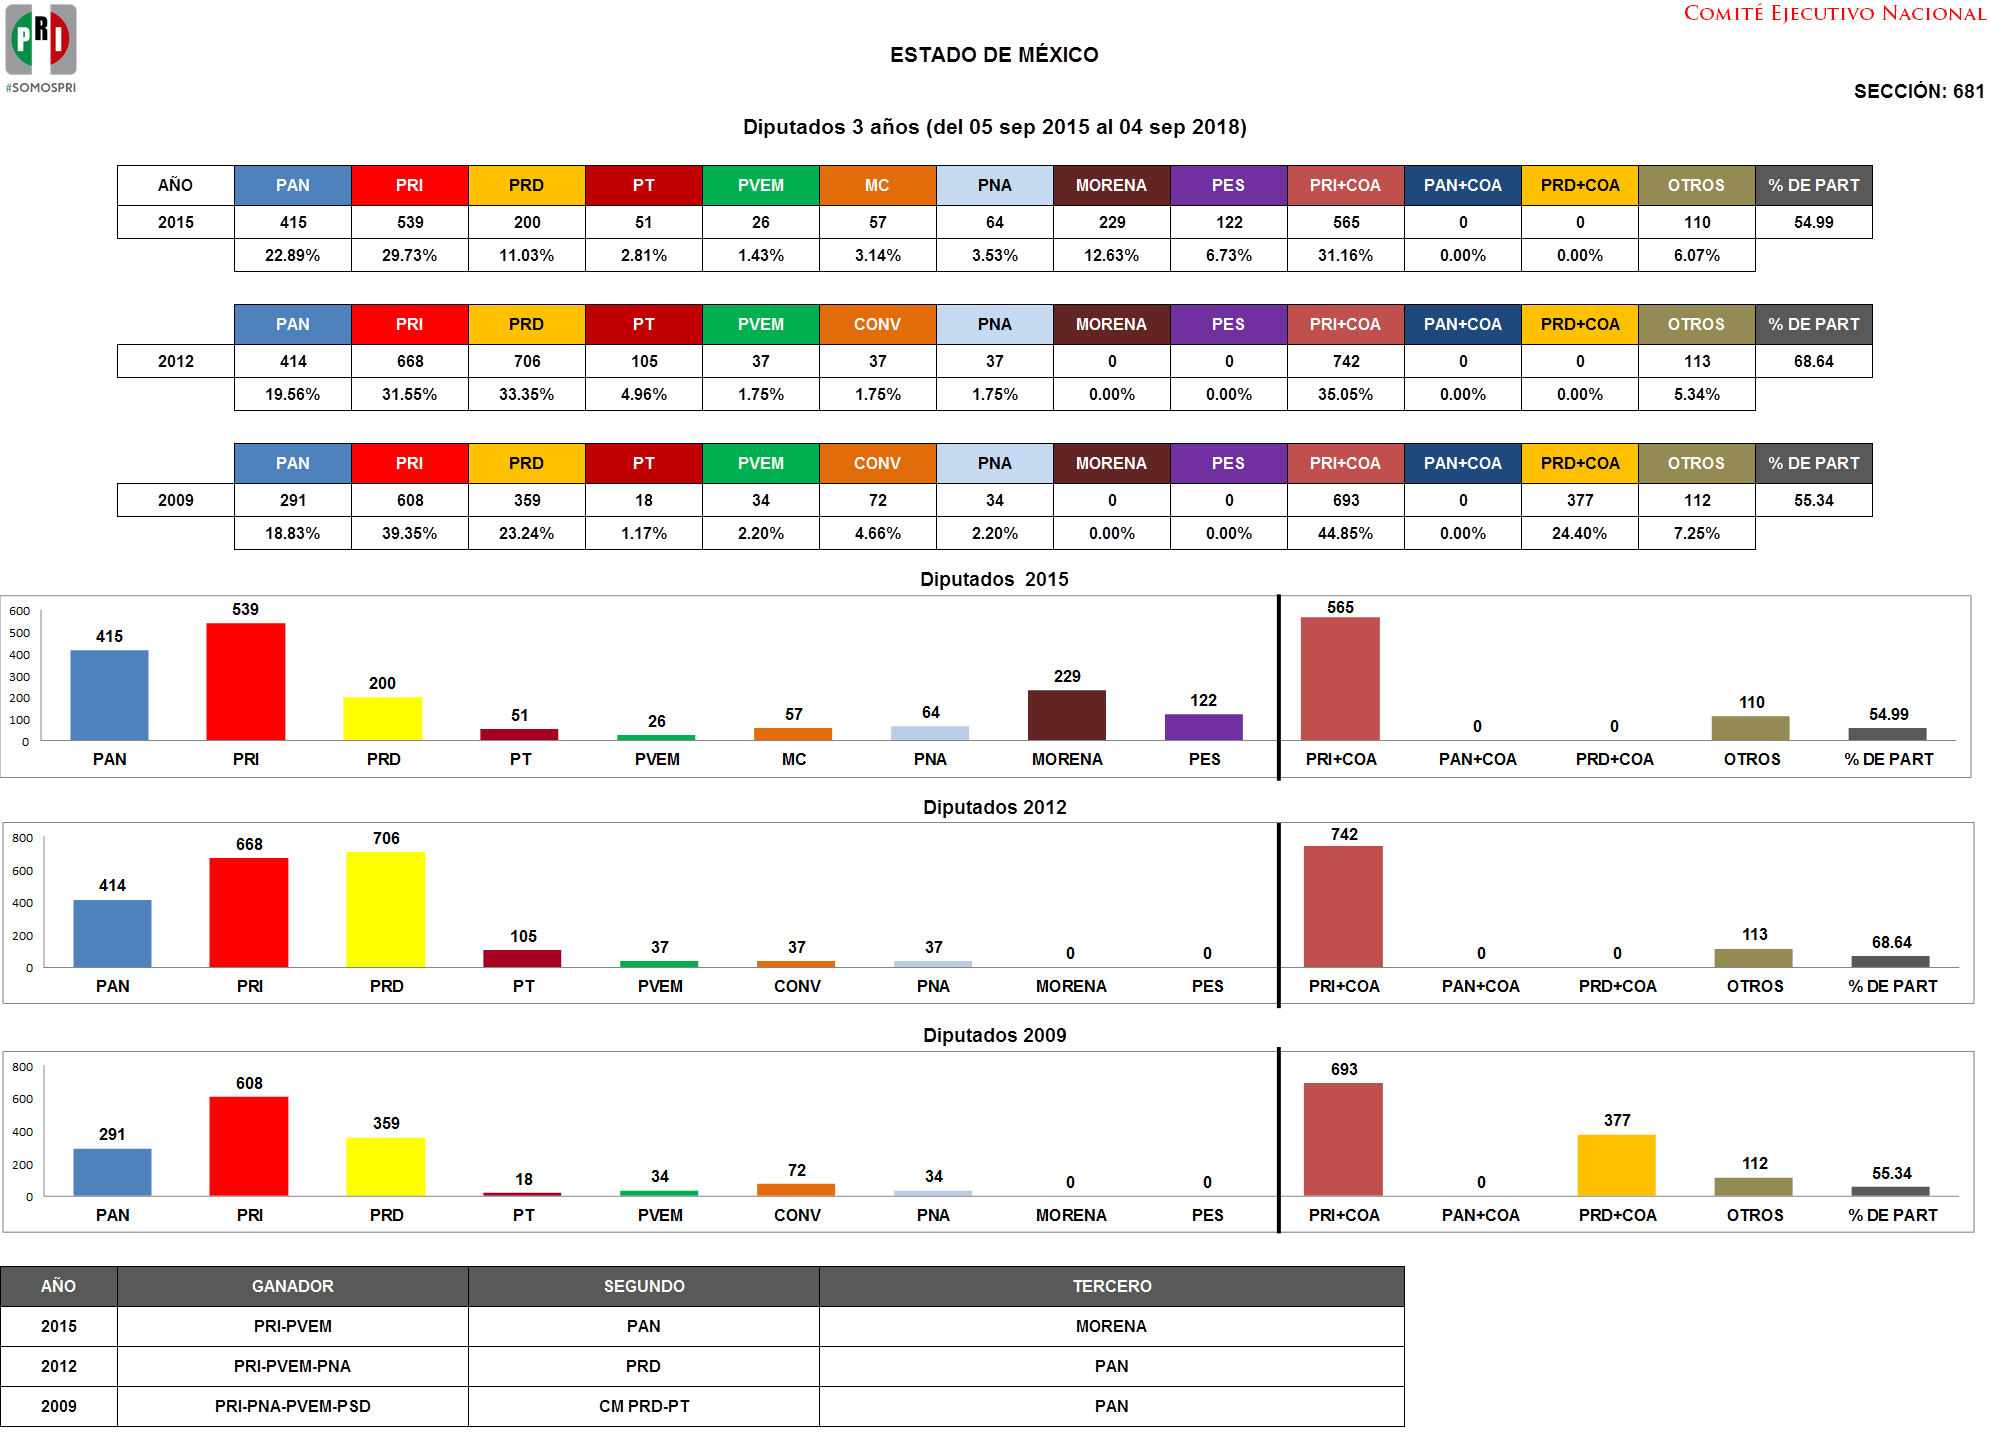 PRI
#SOMOSPRI
COMITÉ EJECUTIVO NACIONAL
ESTADO DE MÉXICO
SECCIÓN: 681
Diputados 3 años (del 05 sep 2015 al 04 sep 2018)
AÑO PAN PRI PRD PT PVEM MC PNA MORENA PES PRI+COA PAN+COA PRD+COA OTROS % DE PART
2015 415 539 200 51 26 57 64 229 122 565 0 0 110 54.99
22.89% 29.73% 11.03% 2.81% 1.43% 3.14% 3.53% 12.63% 6.73% 31.16% 0.00% 0.00% 6.07%
PAN PRI PRD PT PVEM CONV PNA MORENA PES PRI+COA PAN+COA PRD+COA OTROS % DE PART
2012 414 668 706 105 37 37 37 0 0 742 0 0 113 68.64
19.56% 31.55% 33.35% 4.96% 1.75% 1.75% 1.75% 0.00% 0.00% 35.05% 0.00% 0.00% 5.34%
PAN PRI PRD PT PVEM CONV PNA MORENA PES PRI+COA PAN+COA PRD+COA OTROS % DE PART
2009 291 608 359 18 34 72 34 0 0 693 0 377 112 55.34
18.83% 39.35% 23.24% 1.17% 2.20% 4.66% 2.20% 0.00% 0.00% 44.85% 0.00% 24.40% 7.25%
Diputados 2015
600
500
400
300
200
100
0
415 539 200 51 26 57 64 229 122 565 0 0 110 54.99
PAN PRI PRD PT PVEM MC PNA MORENA PES PRI+COA PAN+COA PRD+COA OTROS % DE PART
Diputados 2012
800
600
400
200
0
414 668 706 105 37 37 37 0 0 742 0 0 113 68.64
PAN PRI PRD PT PVEM CONV PNA MORENA PES PRI+COA PAN+COA PRD+COA OTROS % DE PART
Diputados 2009
800
600
400
200
0
291 608 359 18 34 72 34 0 0 693 0 377 112 55.34
PAN PRI PRD PT PVEM CONV PNA MORENA PES PRI+COA PAN+COA PRD+COA OTROS % DE PART
AÑO GANADOR SEGUNDO TERCERO
2015 PRI-PVEM PAN MORENA
2012 PRI-PVEM-PNA PRD PAN
2009 PRI-PNA-PVEM-PSD CM PRD-PT PAN